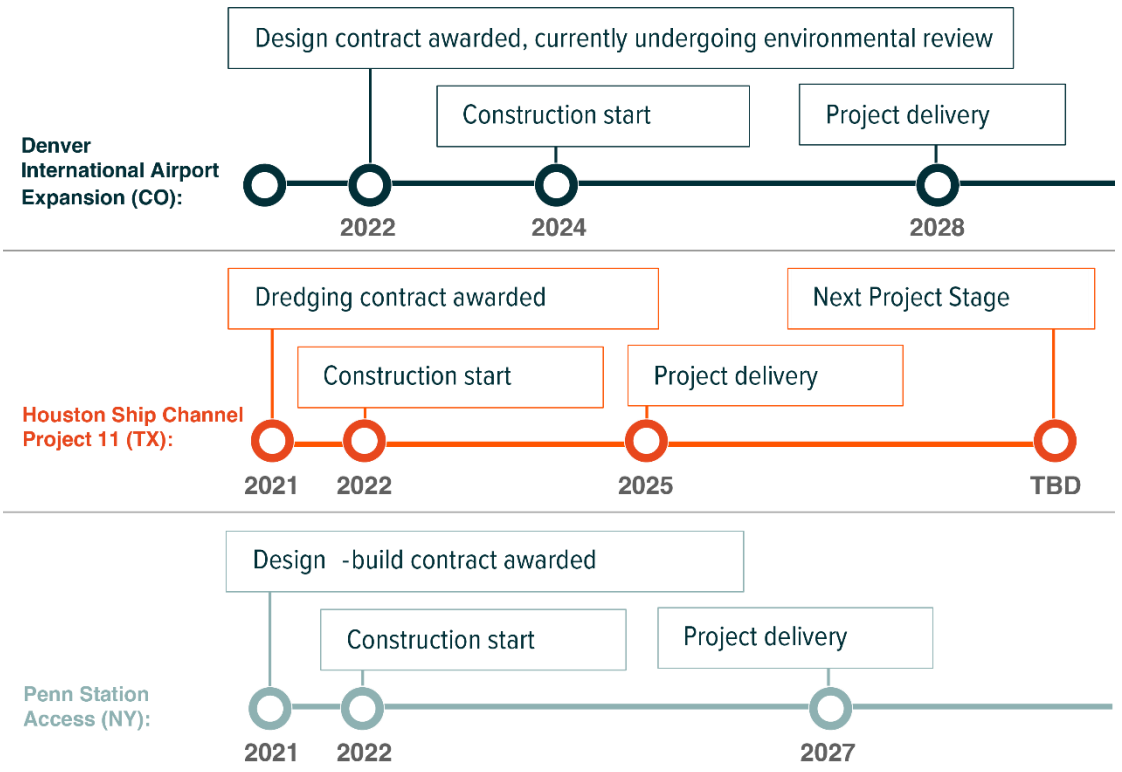 Design contract awarded, currently undergoing environmental review
Construction start
Project delivery
Denver
International Airport
Expansion (CO):
2022
2024
2028
Dredging contract awarded
Next Project Stage
Construction start
Project delivery
Houston Ship Channel
Project 11 (TX):
2021
2022
2025
TBD
Design -build contract awarded
Construction start
Project delivery
Penn Station
Access (NY):
2021
2022
2027